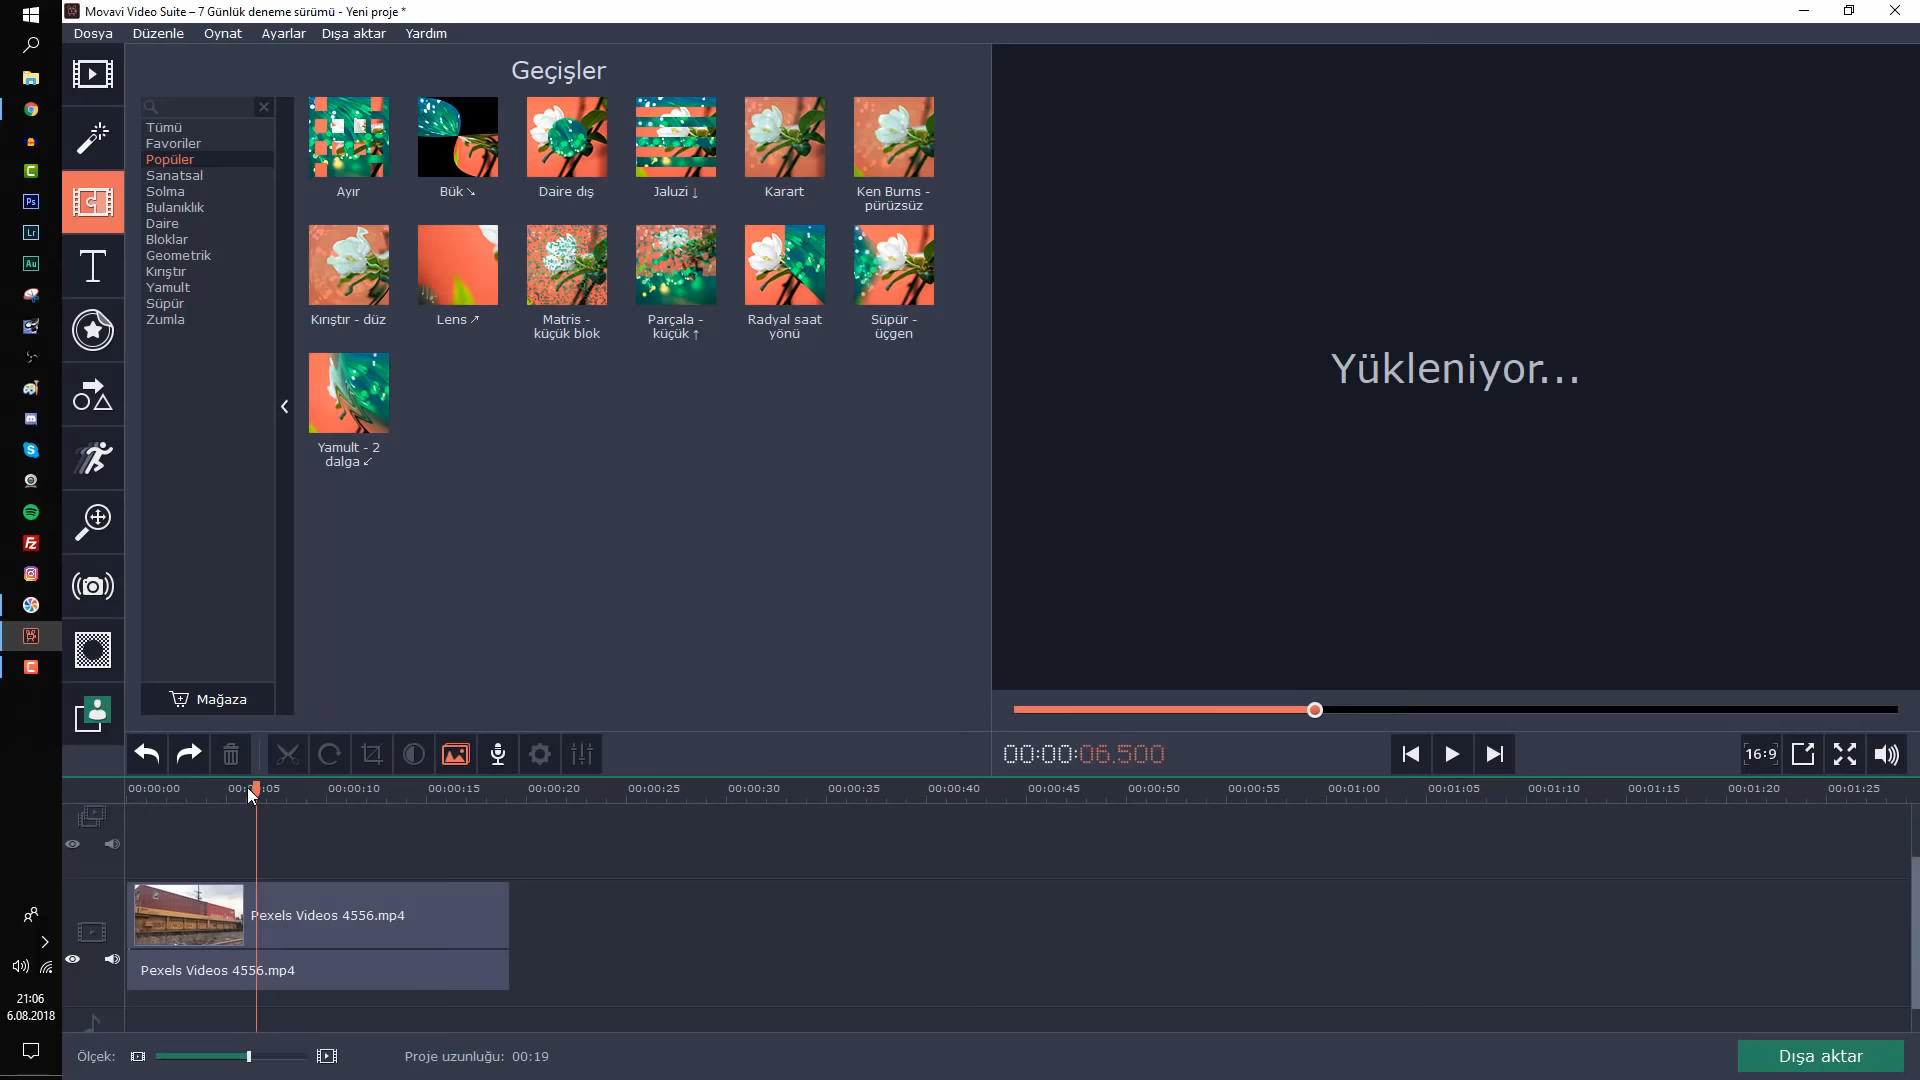 Movavi Video Suite – 7 Günlük deneme sürümü - Yeni proje *
Dosya Düzenle Oynat Ayarlar Dışa aktar Yardım
Geçişler
Tümü
Favoriler
Popüler
Sanatsal
Solma
Bulanıklık
Daire
Bloklar
Geometrik
Kırıştır
Yamult
Süpür
Zumla
Mağaza
Ayır
Bük ↘
Daire dış
Jaluzi ↓
Karart
Ken Burns -
pürüzsüz
Kırıştır - düz
Lens ↗
Matris -
küçük blok
Parçala -
küçük ↑
Radyal saat
yönü
Süpür -
üçgen
Yamult - 2
dalga ↙
Yükleniyor...
00:00:06.500
16:9
00:00:00 :05 00:00:10 00:00:15 00:00:20 00:00:25 00:00:30 00:00:35 00:00:40 00:00:45 00:00:50 00:00:55 00:01:00 00:01:05 00:01:10 00:01:15 00:01:20 00:01:25
Pexels Videos 4556.mp4
Pexels Videos 4556.mp4
Ölçek:
Proje uzunluğu: 00:19
Dışa aktar
Ps
Lr
Au
Fz
21:06
6.08.2018